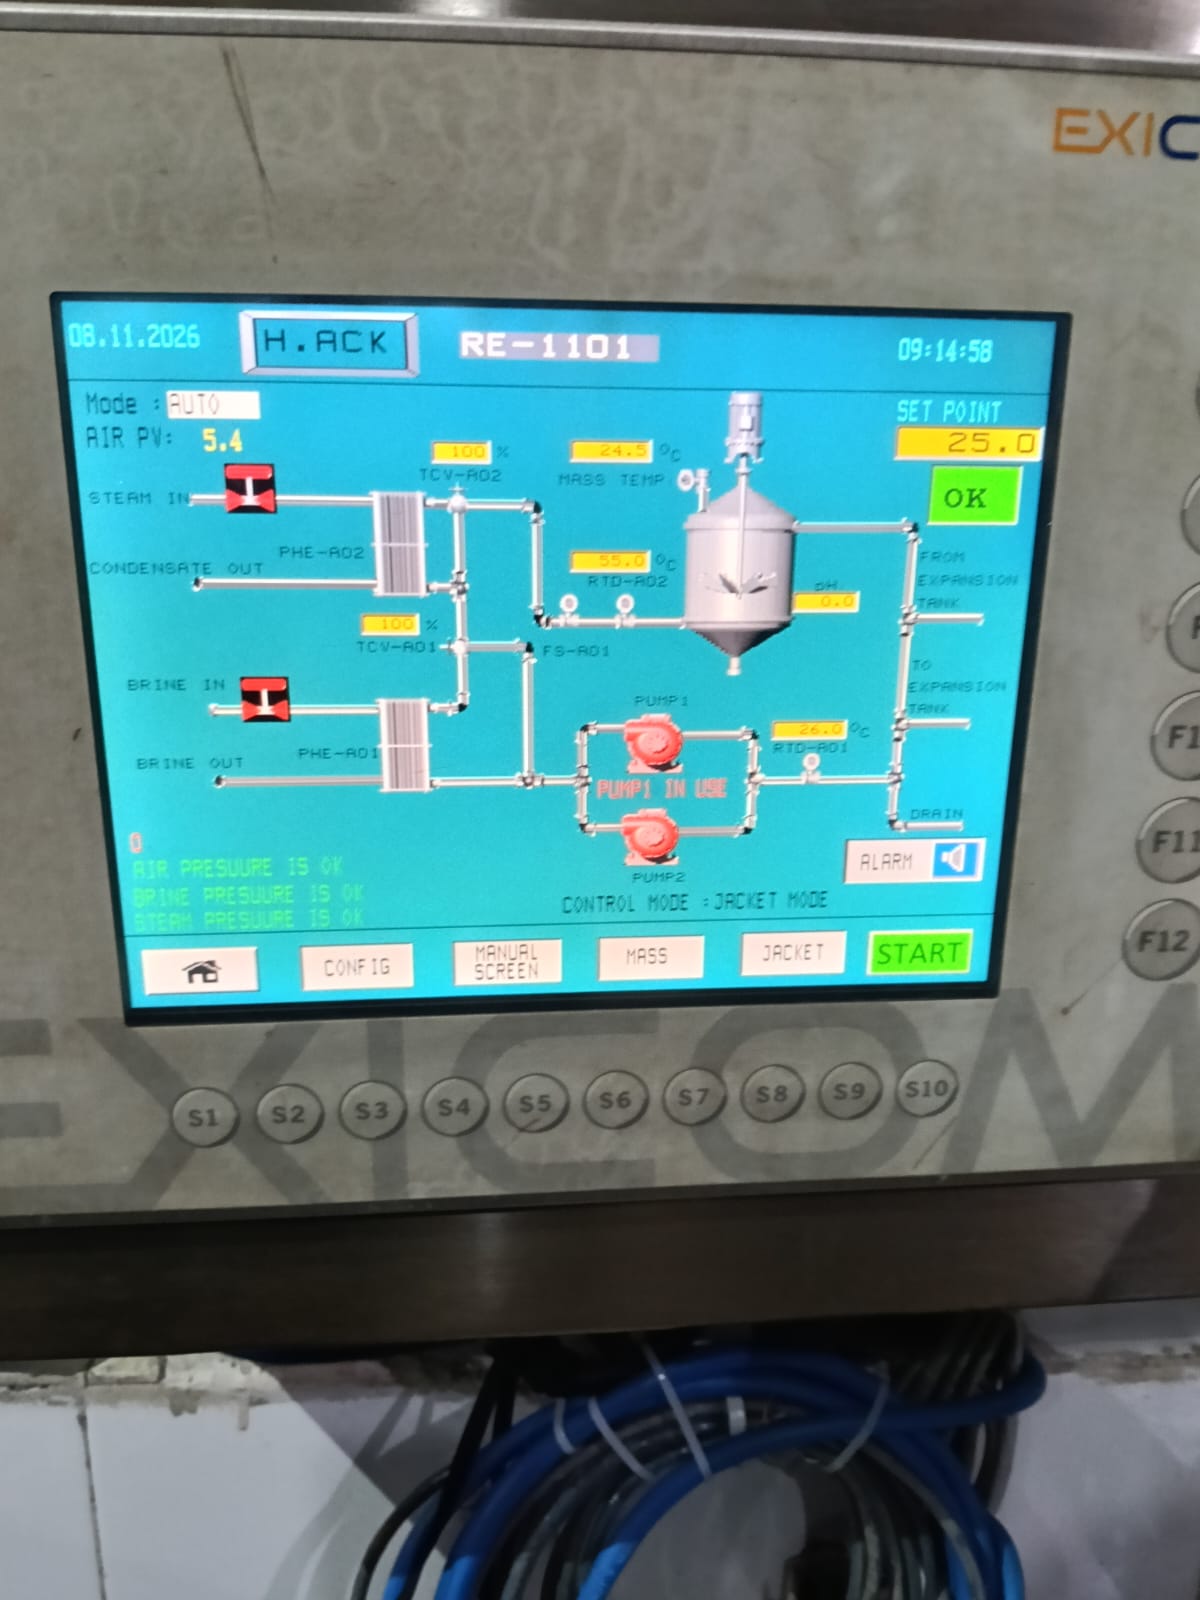 EXIC
08.11.2026
H.ACK
RE-1101
09:14:58
Mode : AUTO
AIR PV: 5.4
SET POINT
25.0
OK
100 %
TCV-A02
24.5 °C
MASS TEMP
STEAM IN
PHE-A02
CONDENSATE OUT
55.0 °C
RTD-A02
pH
0.0
FROM
EXPANSION
TANK
100 %
TCV-A01
FS-A01
TO
EXPANSION
TANK
BRINE IN
PHE-A01
BRINE OUT
PUMP1
26.0 °C
RTD-A01
PUMP1 IN USE
PUMP2
DRAIN
0
AIR PRESUURE IS OK
BRINE PRESUURE IS OK
STEAM PRESUURE IS OK
ALARM
CONTROL MODE :JACKET MODE
CONFIG
MANUAL
SCREEN
MASS
JACKET
START
F11
F12
EXICOM
S1
S2
S3
S4
S5
S6
S7
S8
S9
S10